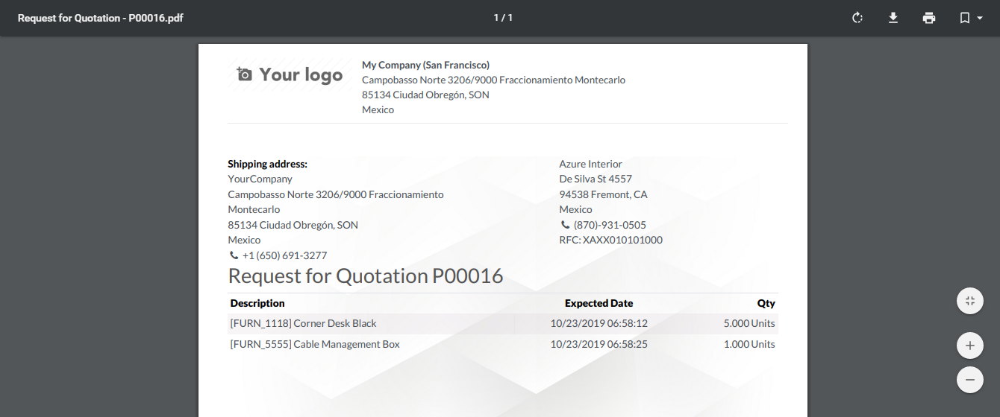 Request for Quotation - P00016.pdf
1 / 1
Your logo
My Company (San Francisco)
Campobasso Norte 3206/9000 Fraccionamiento Montecarlo
85134 Ciudad Obregón, SON
Mexico
Shipping address:
YourCompany
Campobasso Norte 3206/9000 Fraccionamiento
Montecarlo
85134 Ciudad Obregón, SON
Mexico
+1 (650) 691-3277
Azure Interior
De Silva St 4557
94538 Fremont, CA
Mexico
(870)-931-0505
RFC: XAXX010101000
Request for Quotation P00016
Description Expected Date Qty
[FURN_1118] Corner Desk Black 10/23/2019 06:58:12 5.000 Units
[FURN_5555] Cable Management Box 10/23/2019 06:58:25 1.000 Units